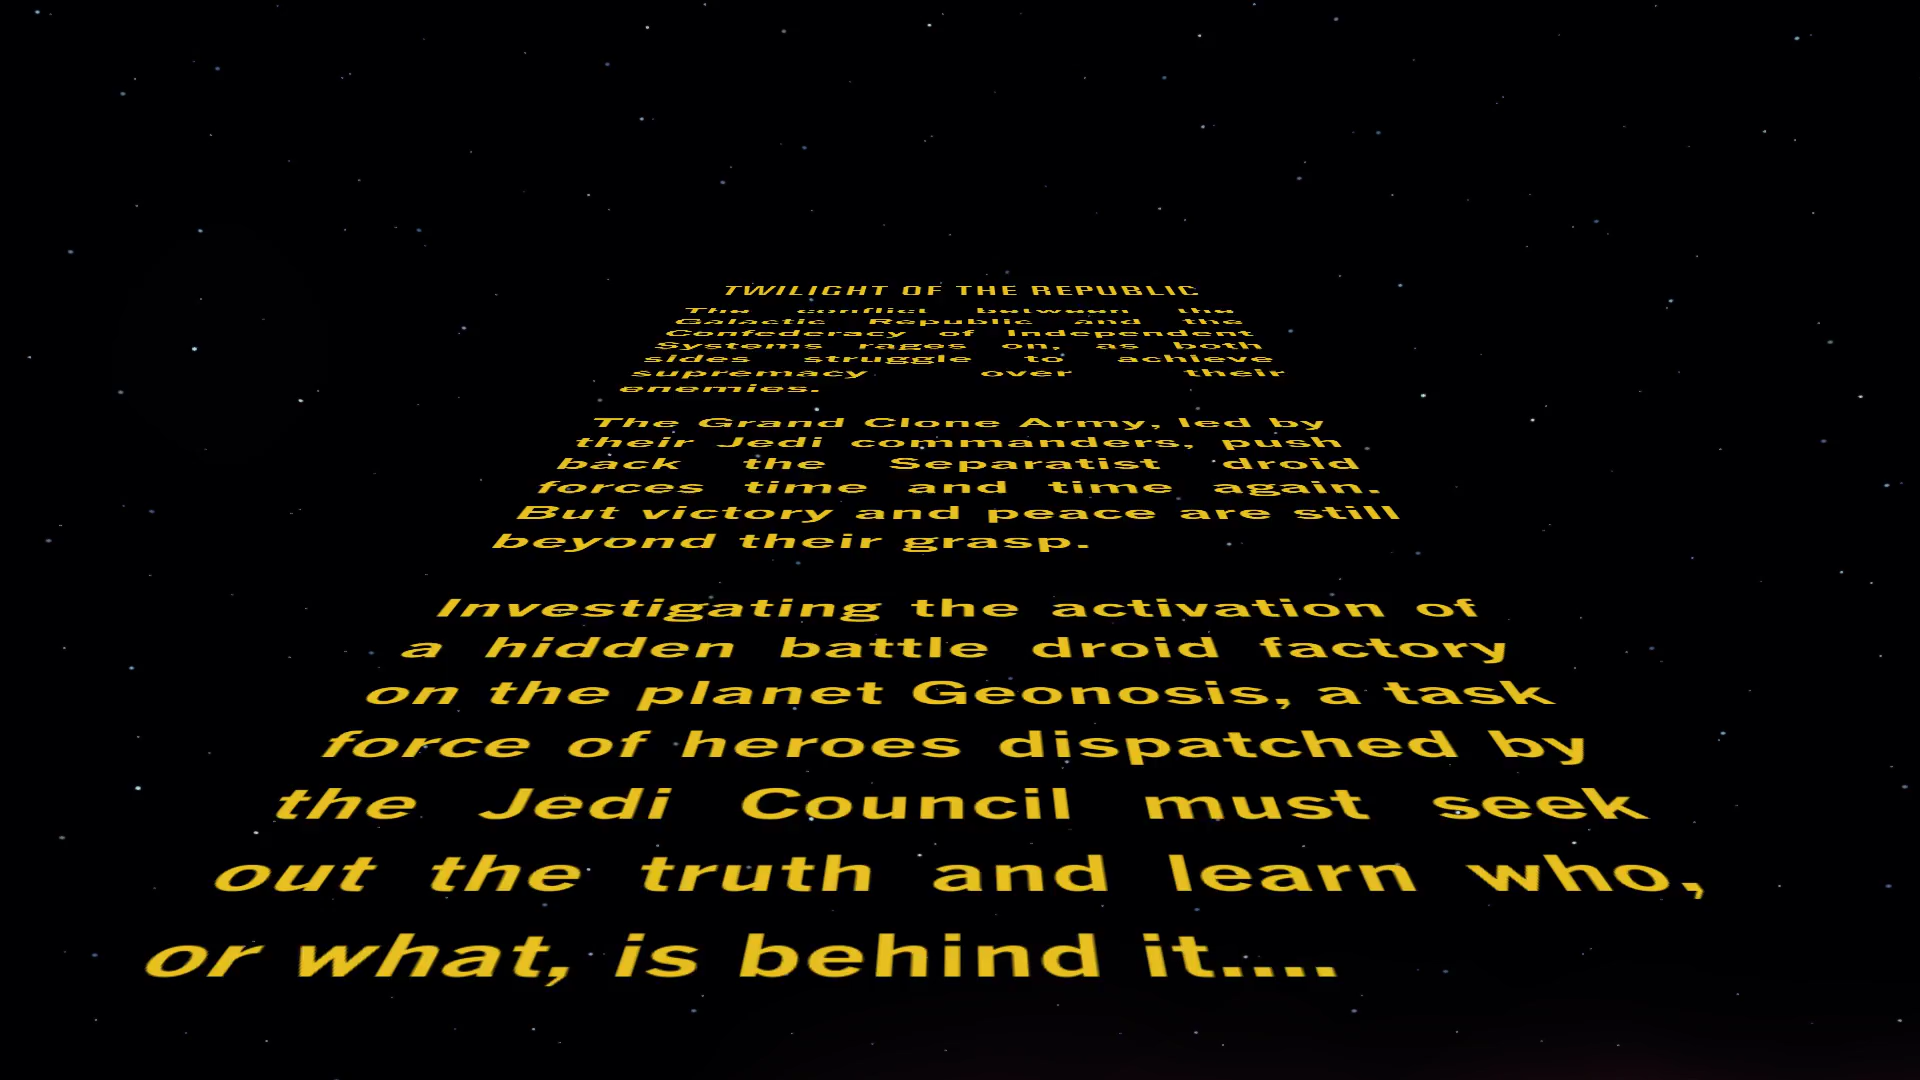 TWILIGHT OF THE REPUBLIC
The conflict between the
Galactic Republic and the
Confederacy of Independent
Systems rages on, as both
sides struggle to achieve
supremacy over their
enemies.
The Grand Clone Army, led by
their Jedi commanders, push
back the Separatist droid
forces time and time again.
But victory and peace are still
beyond their grasp.
Investigating the activation of
a hidden battle droid factory
on the planet Geonosis, a task
force of heroes dispatched by
the Jedi Council must seek
out the truth and learn who,
or what, is behind it....